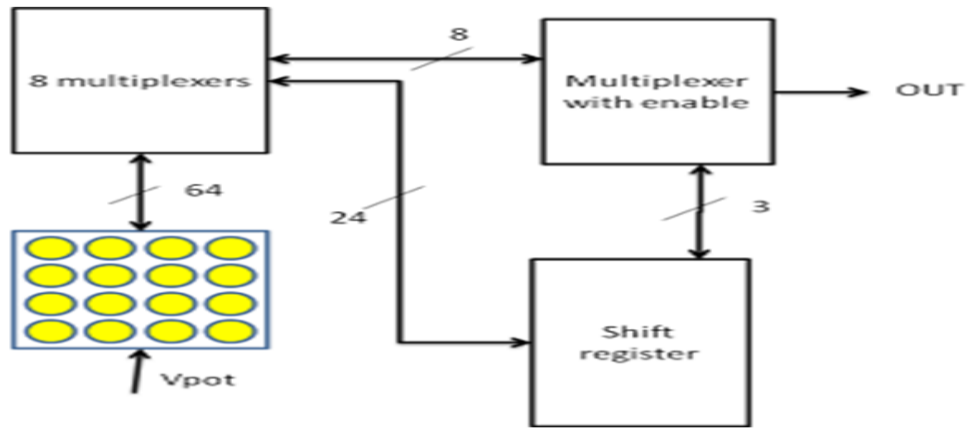 8
8 multiplexers
Multiplexer
with enable
OUT
64
24
3
Shift
register
Vpot